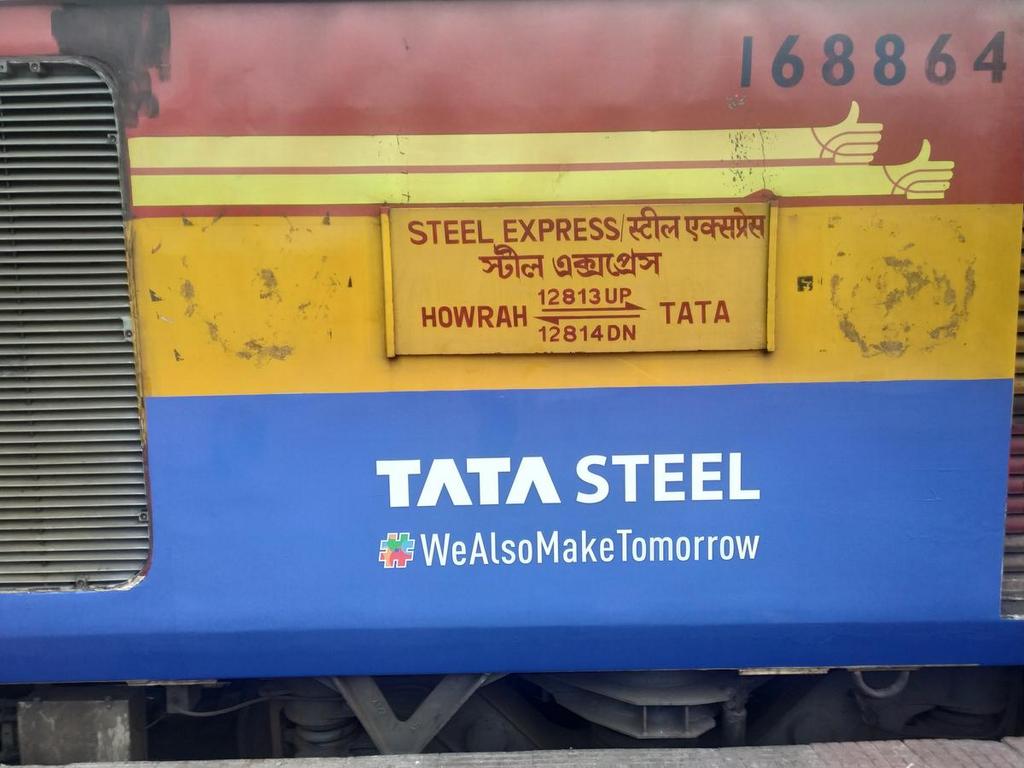 168864
STEEL EXPRESS/स्टील एक्सप्रेस
স্টীল এক্সপ্রেস
12813 UP
HOWRAH TATA
12814 DN
TATA STEEL
#WeAlsoMakeTomorrow